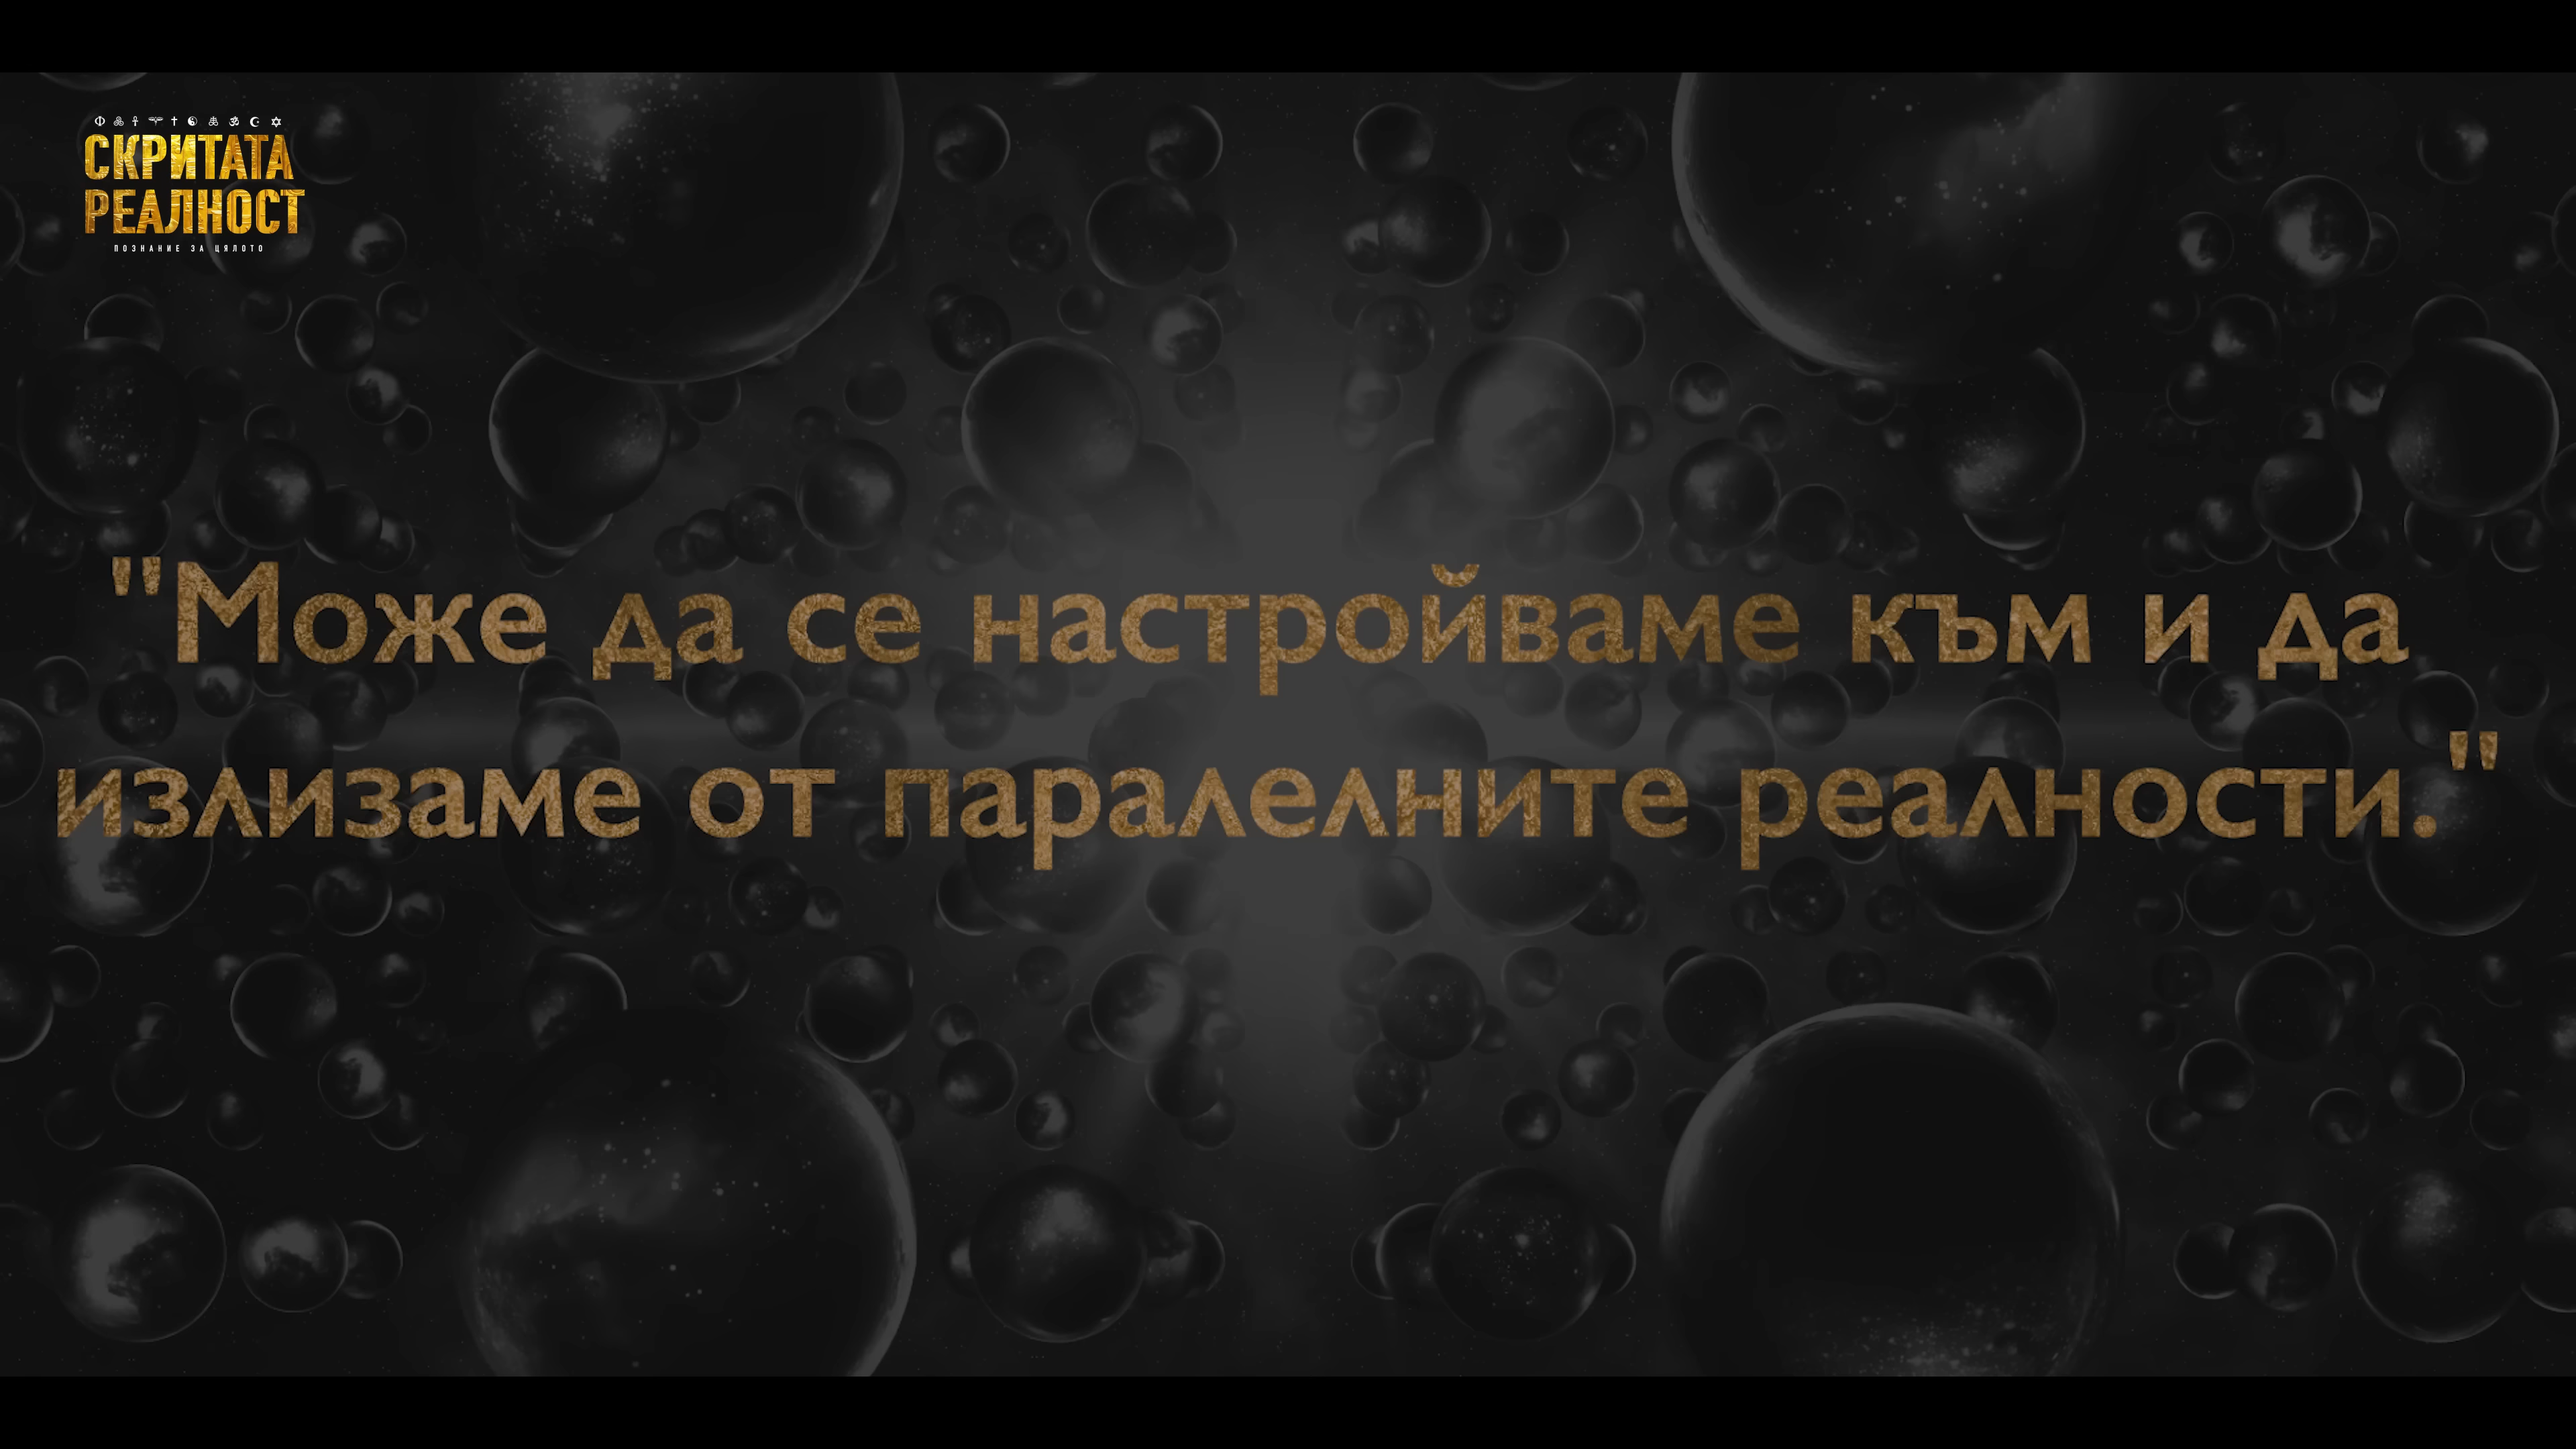 СКРИТАТА
РЕАЛНОСТ
ПОЗНАНИЕ ЗА ЦЯЛОТО
"Може да се настройваме към и да
излизаме от паралелните реалности."